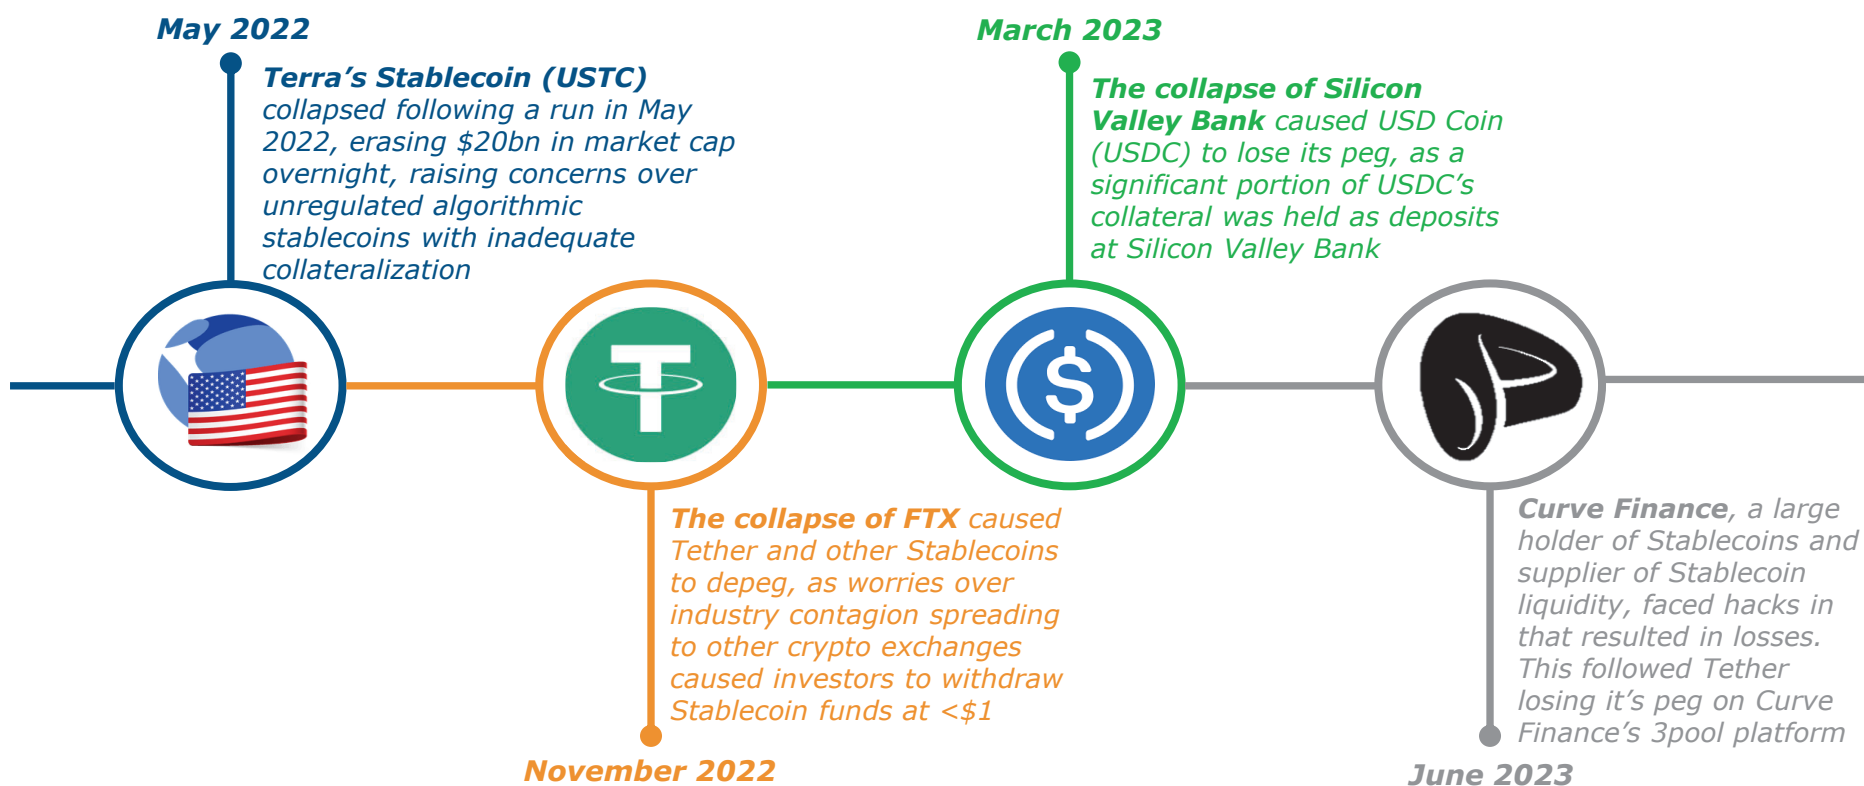 May 2022
Terra’s Stablecoin (USTC)
collapsed following a run in May
2022, erasing $20bn in market cap
overnight, raising concerns over
unregulated algorithmic
stablecoins with inadequate
collateralization
The collapse of FTX caused
Tether and other Stablecoins
to depeg, as worries over
industry contagion spreading
to other crypto exchanges
caused investors to withdraw
Stablecoin funds at <$1
November 2022
March 2023
The collapse of Silicon
Valley Bank caused USD Coin
(USDC) to lose its peg, as a
significant portion of USDC’s
collateral was held as deposits
at Silicon Valley Bank
Curve Finance, a large
holder of Stablecoins and
supplier of Stablecoin
liquidity, faced hacks in
that resulted in losses.
This followed Tether
losing it’s peg on Curve
Finance’s 3pool platform
June 2023